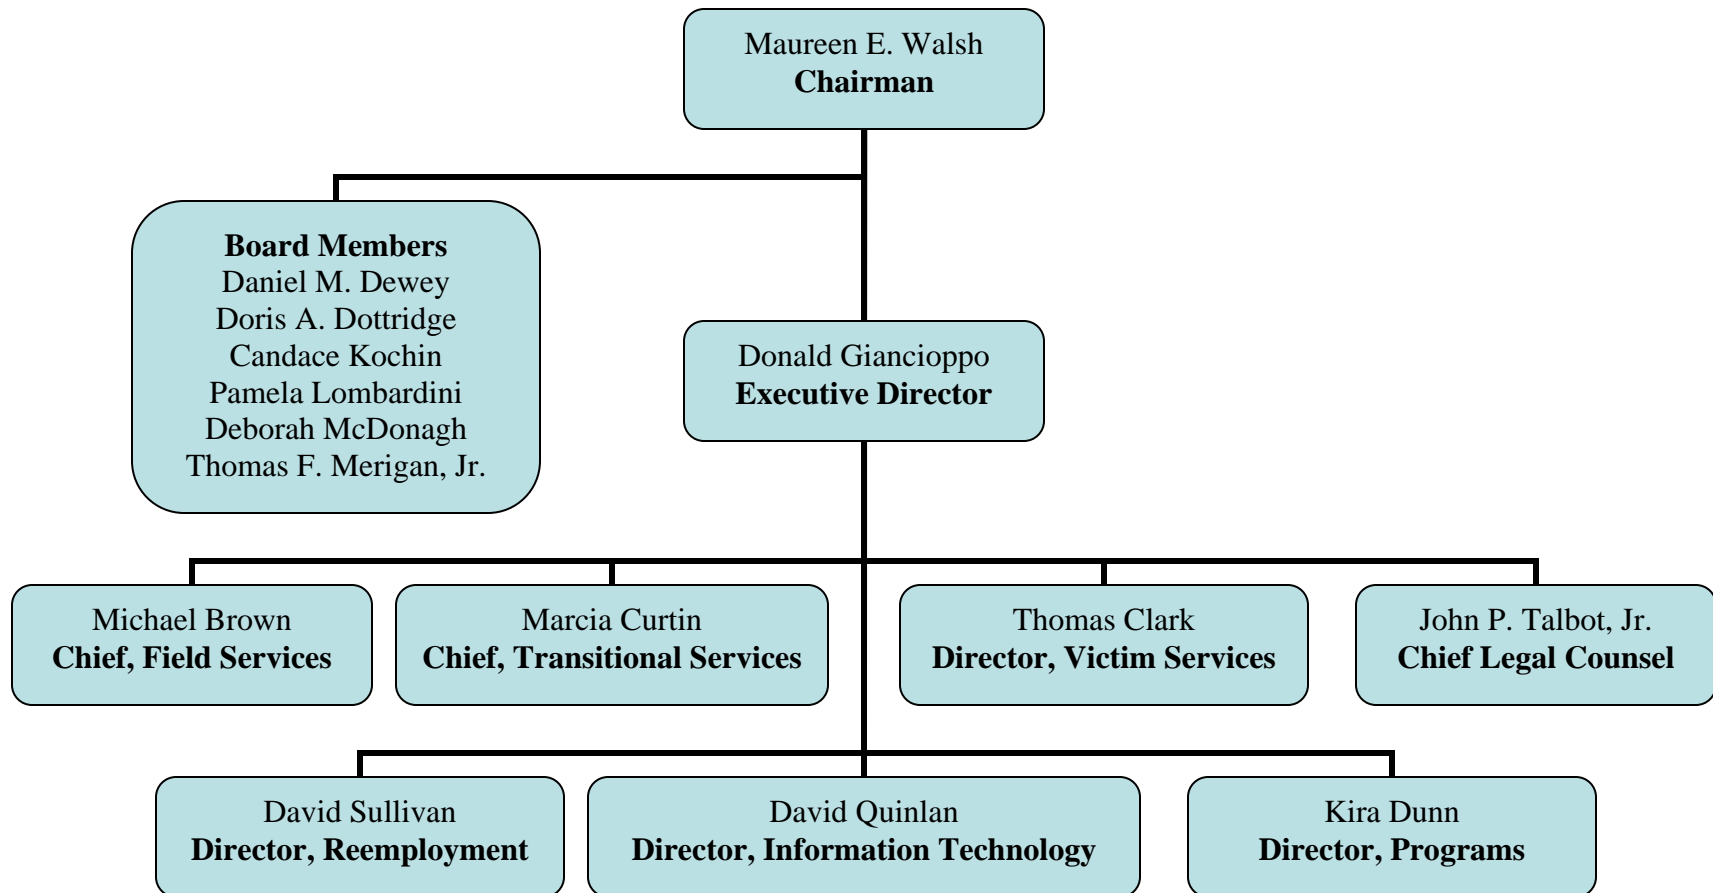 Maureen E. Walsh
Chairman
Board Members
Daniel M. Dewey
Doris A. Dottridge
Candace Kochin
Pamela Lombardini
Deborah McDonagh
Thomas F. Merigan, Jr.
Donald Giancioppo
Executive Director
Michael Brown
Chief, Field Services
Marcia Curtin
Chief, Transitional Services
Thomas Clark
Director, Victim Services
John P. Talbot, Jr.
Chief Legal Counsel
David Sullivan
Director, Reemployment
David Quinlan
Director, Information Technology
Kira Dunn
Director, Programs